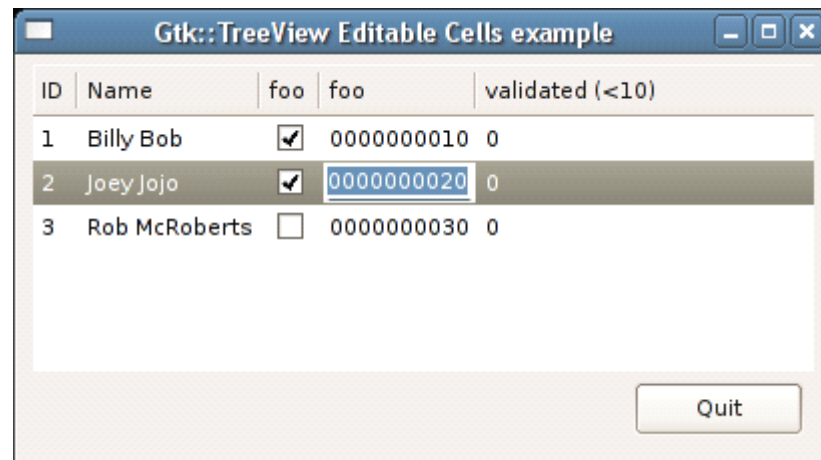 Gtk::TreeView Editable Cells example
ID Name foo foo validated (<10)
1 Billy Bob 0000000010 0
2 Joey Jojo 0000000020 0
3 Rob McRoberts 0000000030 0
Quit